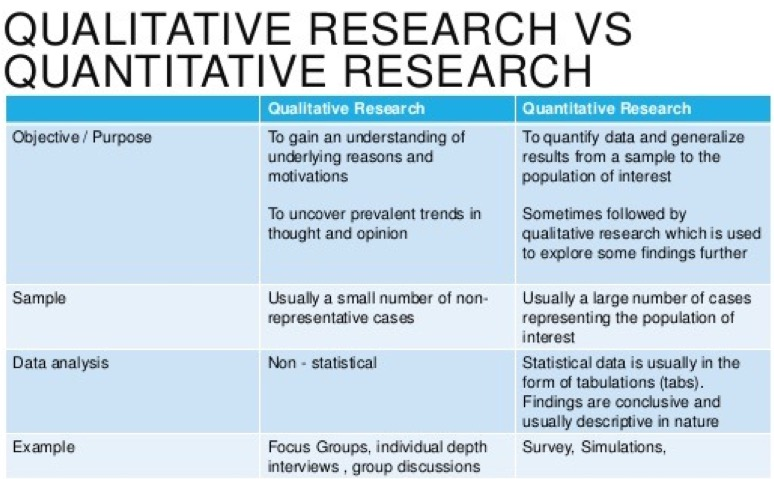 QUALITATIVE RESEARCH VS
QUANTITATIVE RESEARCH
Qualitative Research
Quantitative Research
Objective / Purpose
To gain an understanding of
underlying reasons and
motivations
To uncover prevalent trends in
thought and opinion
To quantify data and generalize
results from a sample to the
population of interest
Sometimes followed by
qualitative research which is used
to explore some findings further
Sample
Usually a small number of non-
representative cases
Usually a large number of cases
representing the population of
interest
Data analysis
Non - statistical
Statistical data is usually in the
form of tabulations (tabs).
Findings are conclusive and
usually descriptive in nature
Example
Focus Groups, individual depth
interviews , group discussions
Survey, Simulations,